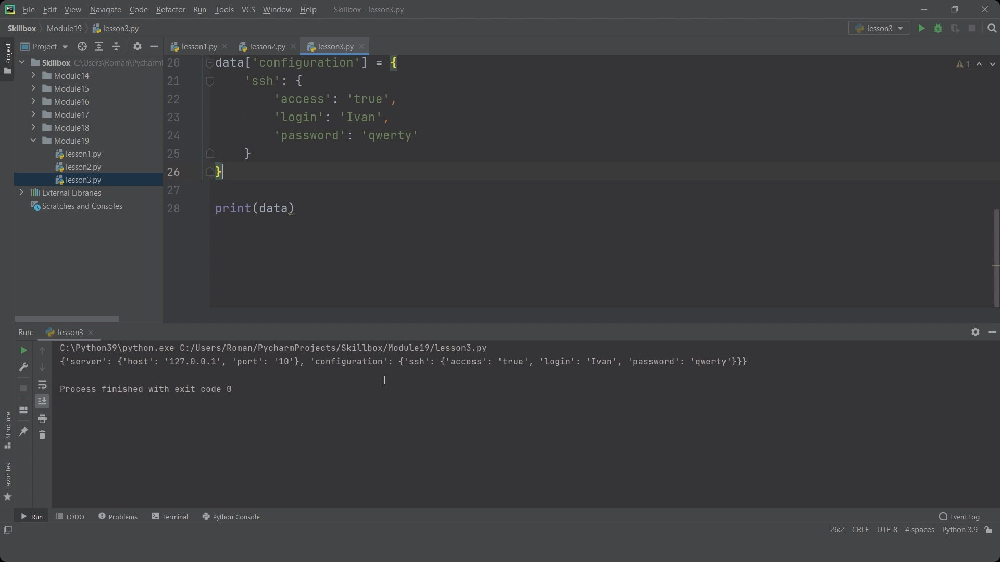 File Edit View Navigate Code Refactor Run Tools VCS Window Help Skillbox - lesson3.py
Skillbox Module19 lesson3.py lesson3
Project lesson1.py lesson2.py lesson3.py
Project
Skillbox C:\Users\Roman\Pycharm
Module14
Module15
Module16
Module17
Module18
Module19
lesson1.py
lesson2.py
lesson3.py
External Libraries
Scratches and Consoles
20 data['configuration'] = {
21 'ssh': {
22 'access': 'true',
23 'login': 'Ivan',
24 'password': 'qwerty'
25 }
26 }
27
28 print(data)
1
Run: lesson3
C:\Python39\python.exe C:/Users/Roman/PycharmProjects/Skillbox/Module19/lesson3.py
{'server': {'host': '127.0.0.1', 'port': '10'}, 'configuration': {'ssh': {'access': 'true', 'login': 'Ivan', 'password': 'qwerty'}}}
Process finished with exit code 0
Structure
Favorites
Run TODO Problems Terminal Python Console Event Log
26:2 CRLF UTF-8 4 spaces Python 3.9